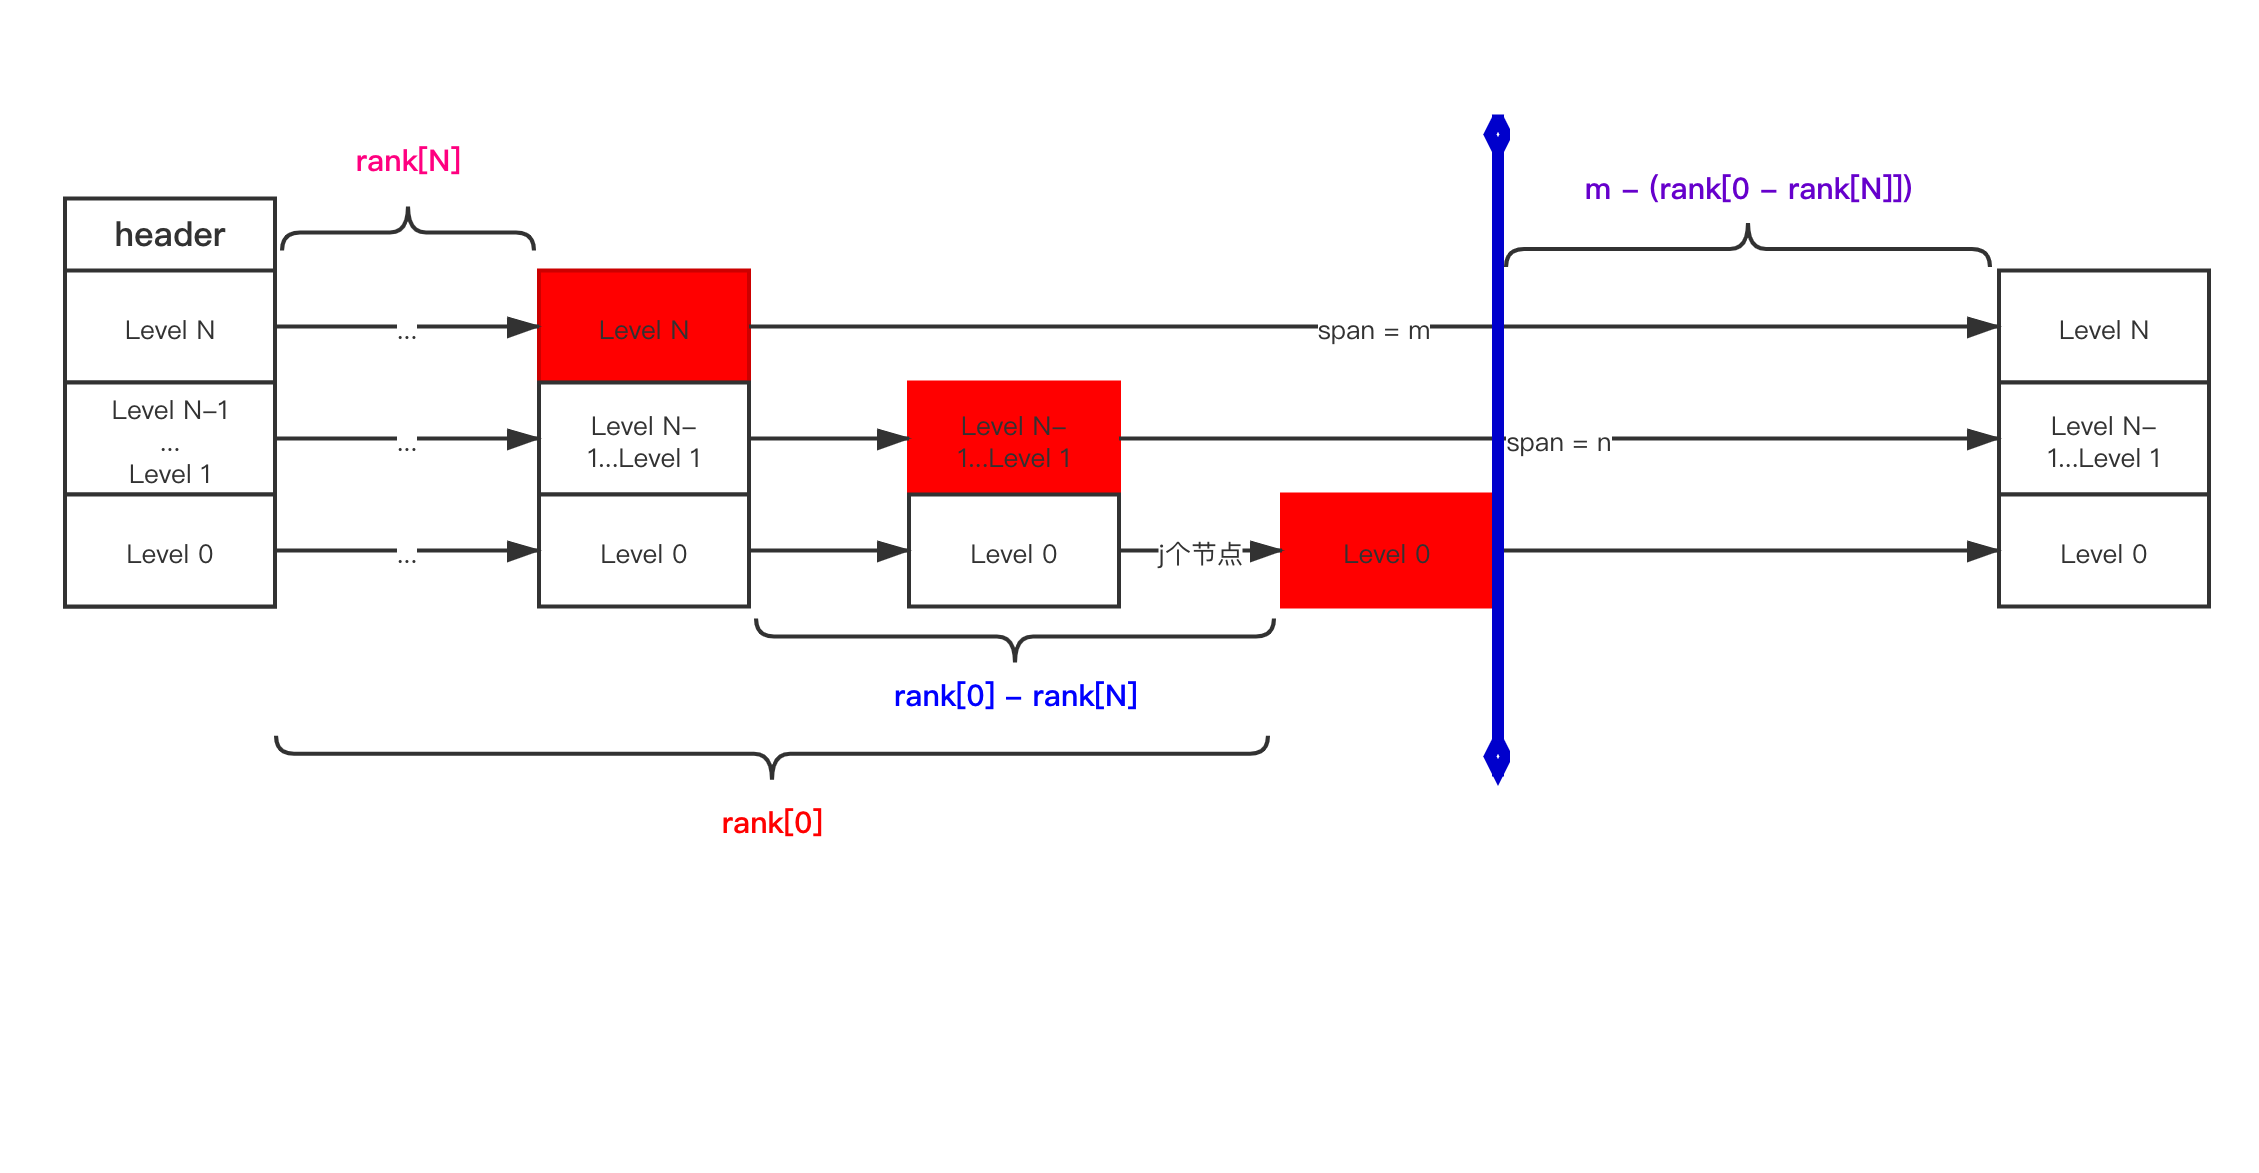 rank[N]
m – (rank[0 – rank[N]])
header
Level N
...
Level N
span = m
Level N
Level N–1
...
Level 1
...
Level N–
1...Level 1
Level N–
1...Level 1
span = n
Level N–
1...Level 1
Level 0
...
Level 0
Level 0
j个节点
Level 0
Level 0
rank[0] – rank[N]
rank[0]